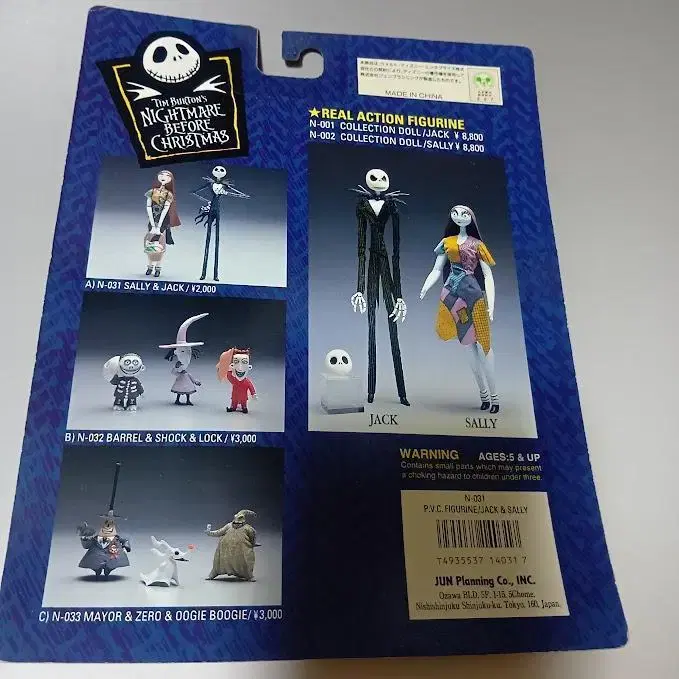 TIM BURTON'S
NIGHTMARE
BEFORE
CHRISTMAS
MADE IN CHINA
★REAL ACTION FIGURINE
N-001 COLLECTION DOLL/JACK ¥ 8,800
N-002 COLLECTION DOLL/SALLY ¥ 8,800
A) N-031 SALLY & JACK/¥2,000
B) N-032 BARREL & SHOCK & LOCK / ¥3,000
C) N-033 MAYOR & ZERO & OOGIE BOOGIE/ ¥3,000
JACK
SALLY
WARNING AGES:5 & UP
Contains small parts which may present
a choking hazard to children under three.
N-031
P.V.C. FIGURINE/JACK & SALLY
T4935537 14031 7
JUN Planning Co., INC.
Ozawa BLD. 5F, 1-15, 5Chome,
Nishishinjuku Shinjuku-ku, Tokyo, 160, Japan.